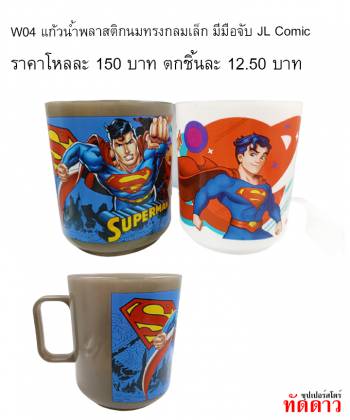 W04 แก้วน้ำพลาสติกนมทรงกลมเล็ก มีมือจับ JL Comic
ราคาโหลละ 150 บาท ตกชิ้นละ 12.50 บาท
SUPERMAN
ซุปเปอร์สโตร์
ทัดดาว